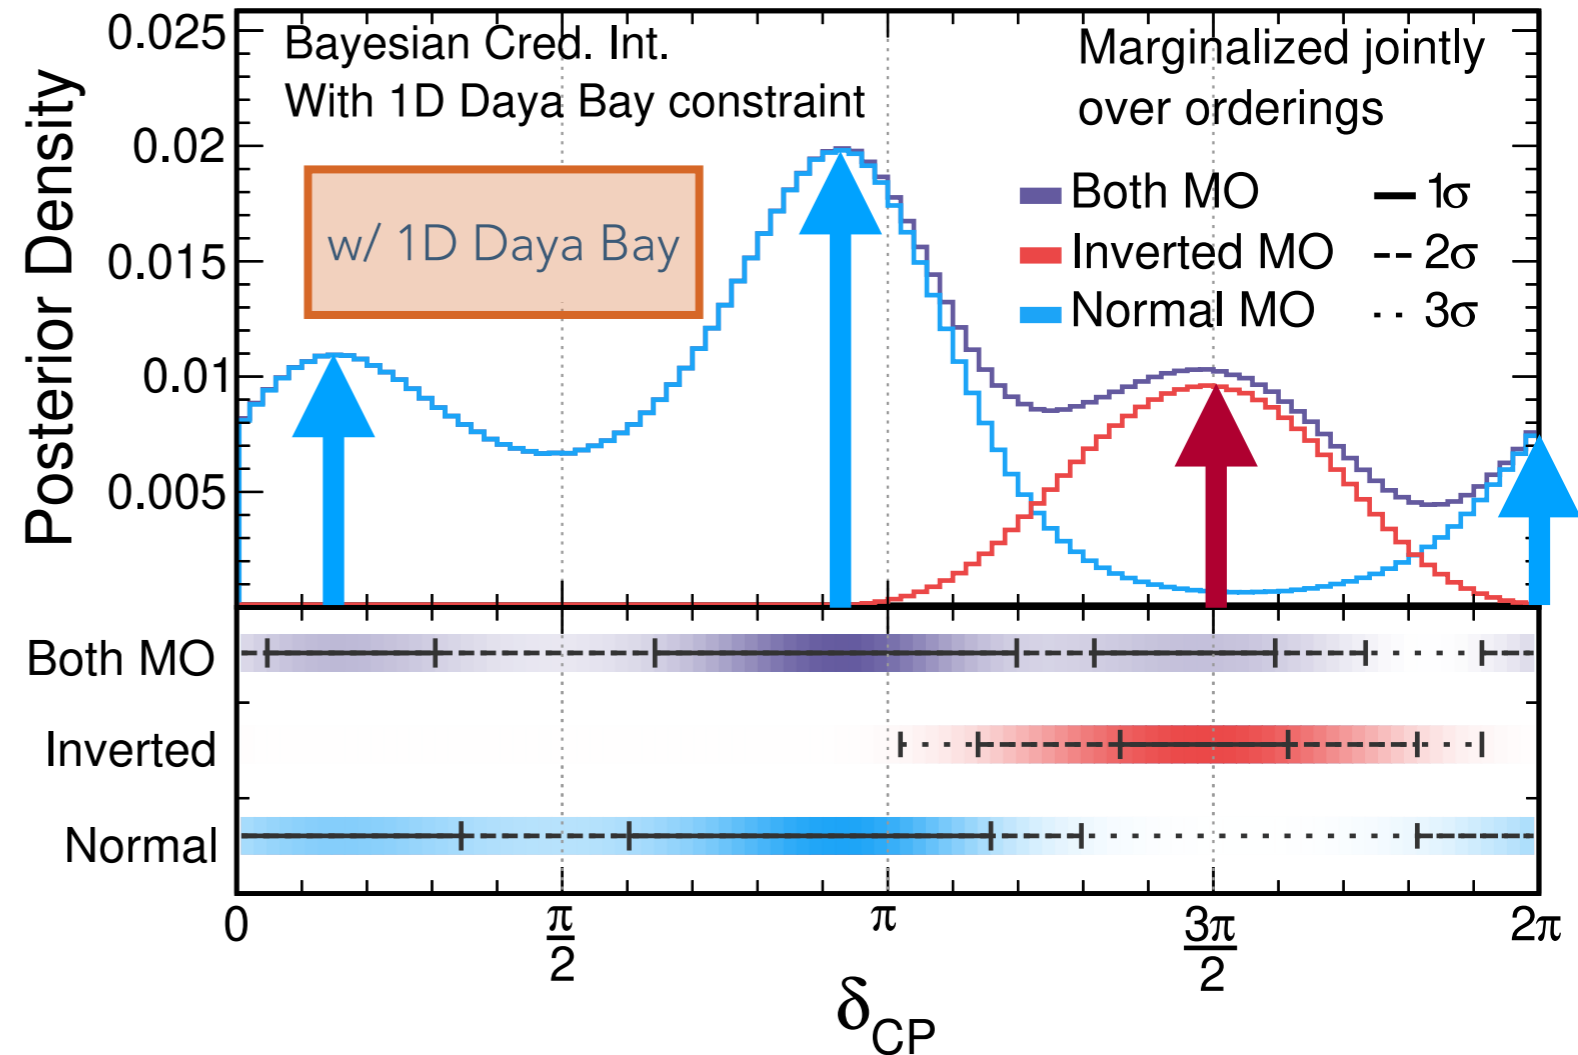 Posterior Density
0.025
0.02
0.015
0.01
0.005
Bayesian Cred. Int.
With 1D Daya Bay constraint
w/ 1D Daya Bay
Marginalized jointly
over orderings
Both MO 1σ
Inverted MO 2σ
Normal MO 3σ
Both MO
Inverted
Normal
0 π/2 π 3π/2 2π
δCP